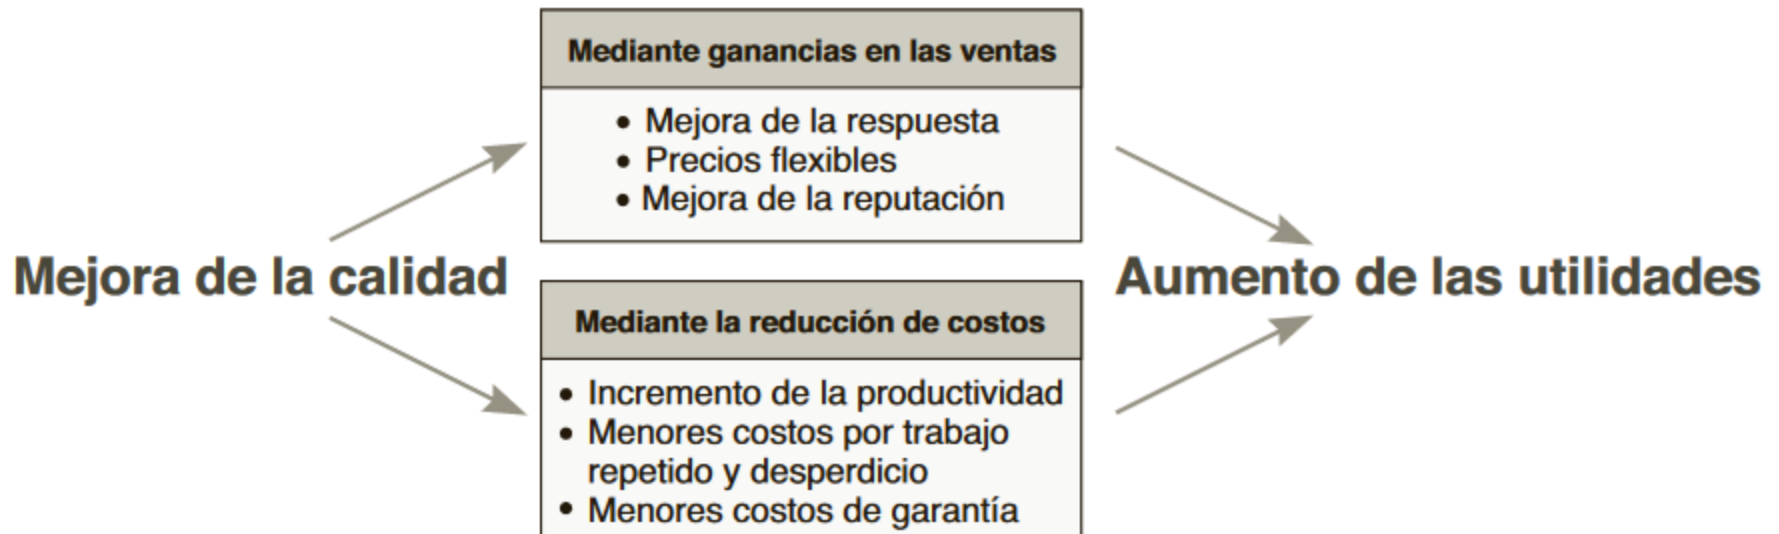 Mediante ganancias en las ventas
• Mejora de la respuesta
• Precios flexibles
• Mejora de la reputación
Mejora de la calidad
Aumento de las utilidades
Mediante la reducción de costos
• Incremento de la productividad
• Menores costos por trabajo
repetido y desperdicio
• Menores costos de garantía